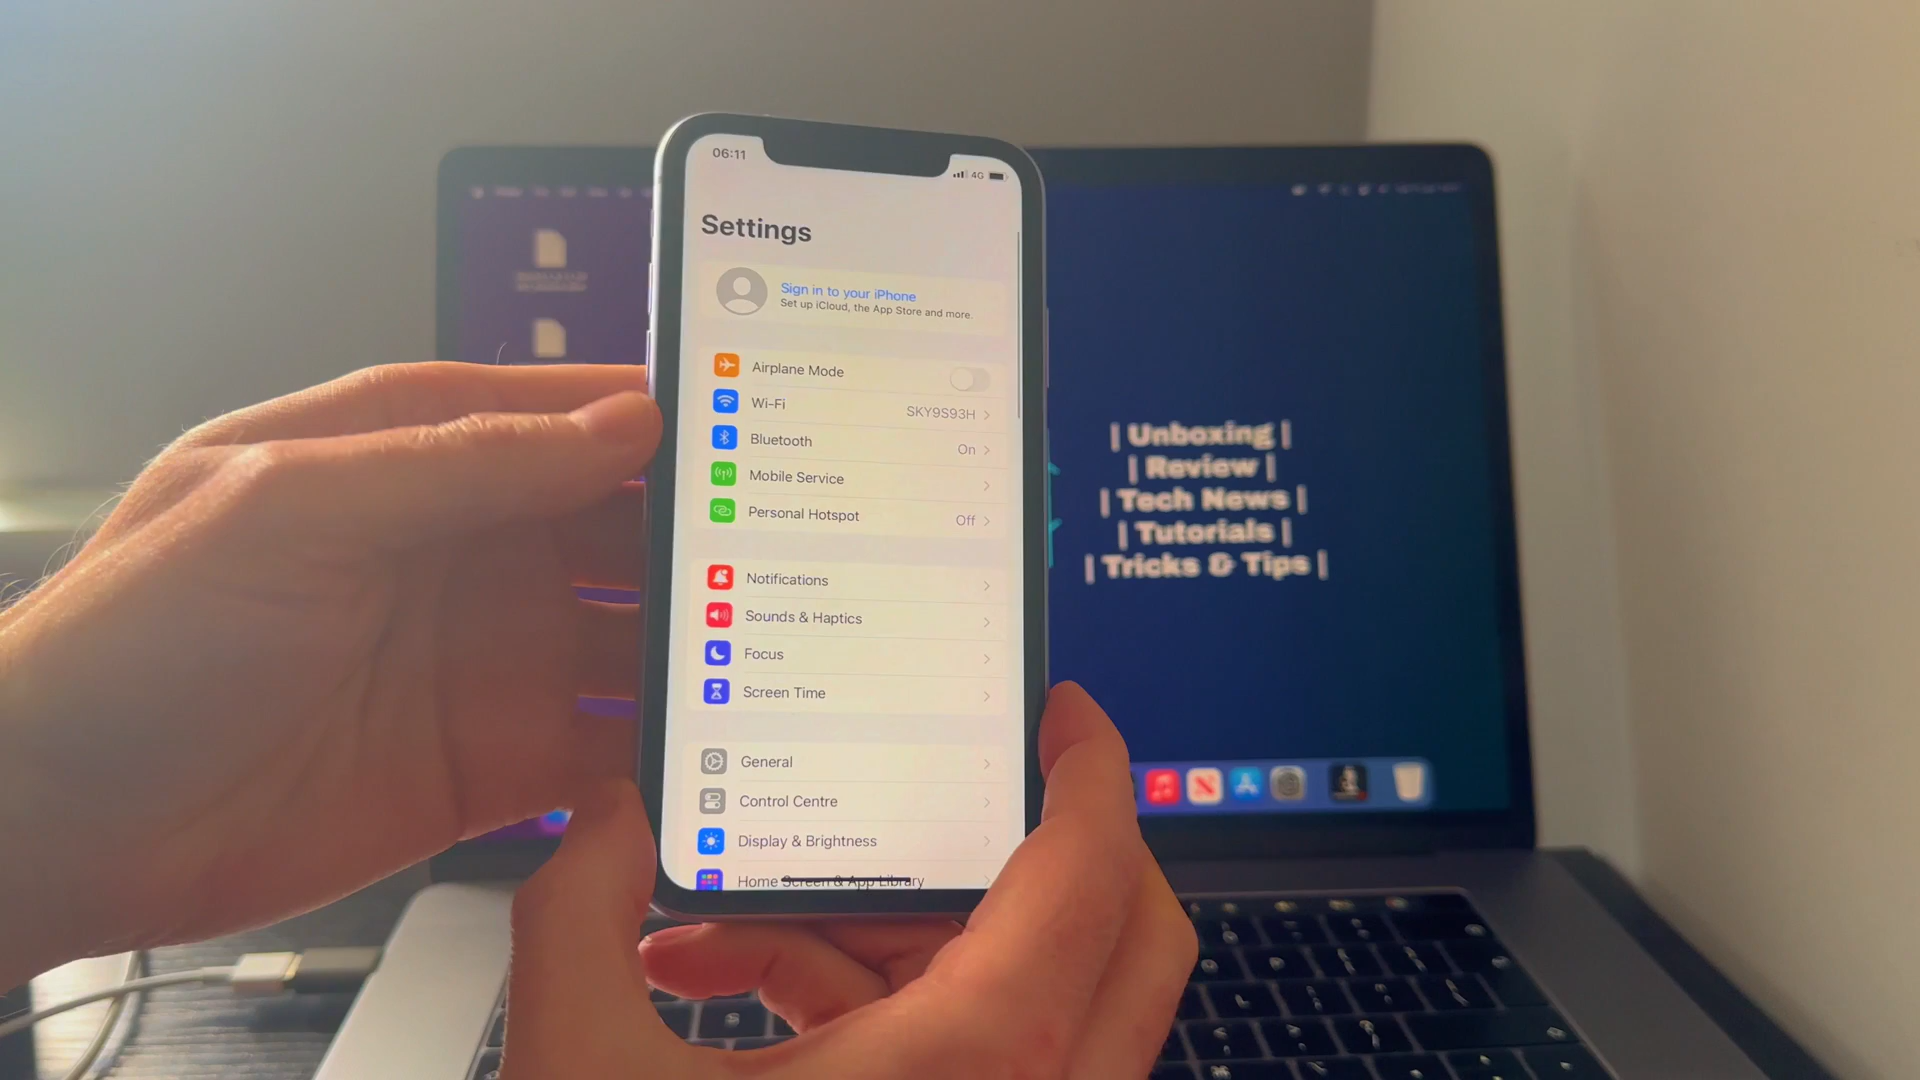 06:11
4G
Settings
Sign in to your iPhone
Set up iCloud, the App Store and more.
Airplane Mode
Wi-Fi SKY9S93H
Bluetooth On
Mobile Service
Personal Hotspot Off
Notifications
Sounds & Haptics
Focus
Screen Time
General
Control Centre
Display & Brightness
Home Screen & App Library
| Unboxing |
| Review |
| Tech News |
| Tutorials |
| Tricks & Tips |